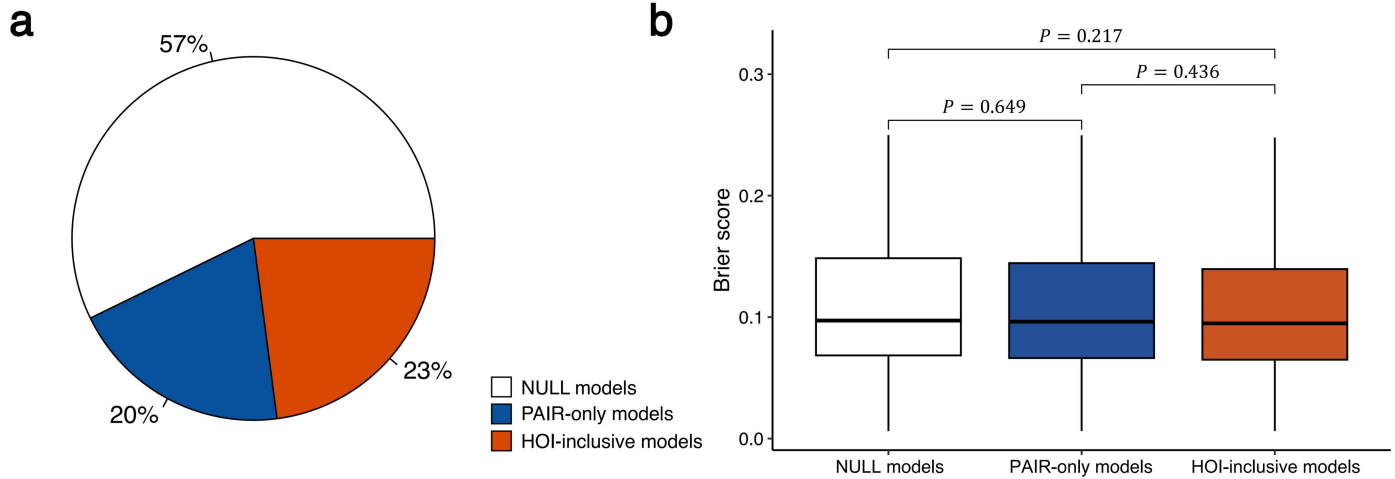 a
57%
20%
23%
NULL models
PAIR-only models
HOI-inclusive models
b
P = 0.217
P = 0.436
P = 0.649
Brier score
0.3
0.2
0.1
0.0
NULL models
PAIR-only models
HOI-inclusive models